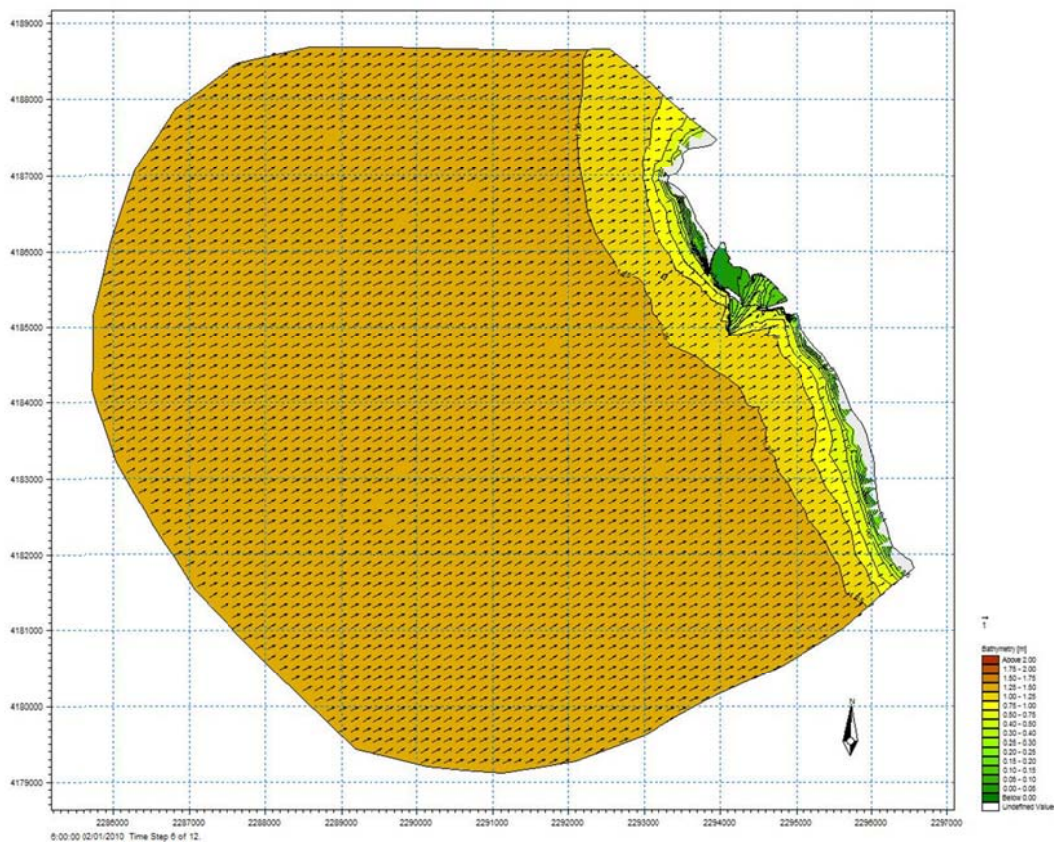 4189000
4188000
4187000
4186000
4185000
4184000
4183000
4182000
4181000
4180000
4179000
2286000 2287000 2288000 2289000 2290000 2291000 2292000 2293000 2294000 2295000 2296000 2297000
6:00:00 02/01/2010 Time Step 6 of 12.
1
Bathymetry [m]
Above 2.00
1.75 - 2.00
1.50 - 1.75
1.25 - 1.50
1.00 - 1.25
0.75 - 1.00
0.50 - 0.75
0.40 - 0.50
0.30 - 0.40
0.25 - 0.30
0.20 - 0.25
0.15 - 0.20
0.10 - 0.15
0.05 - 0.10
0.00 - 0.05
Below 0.00
Undefined Value
N